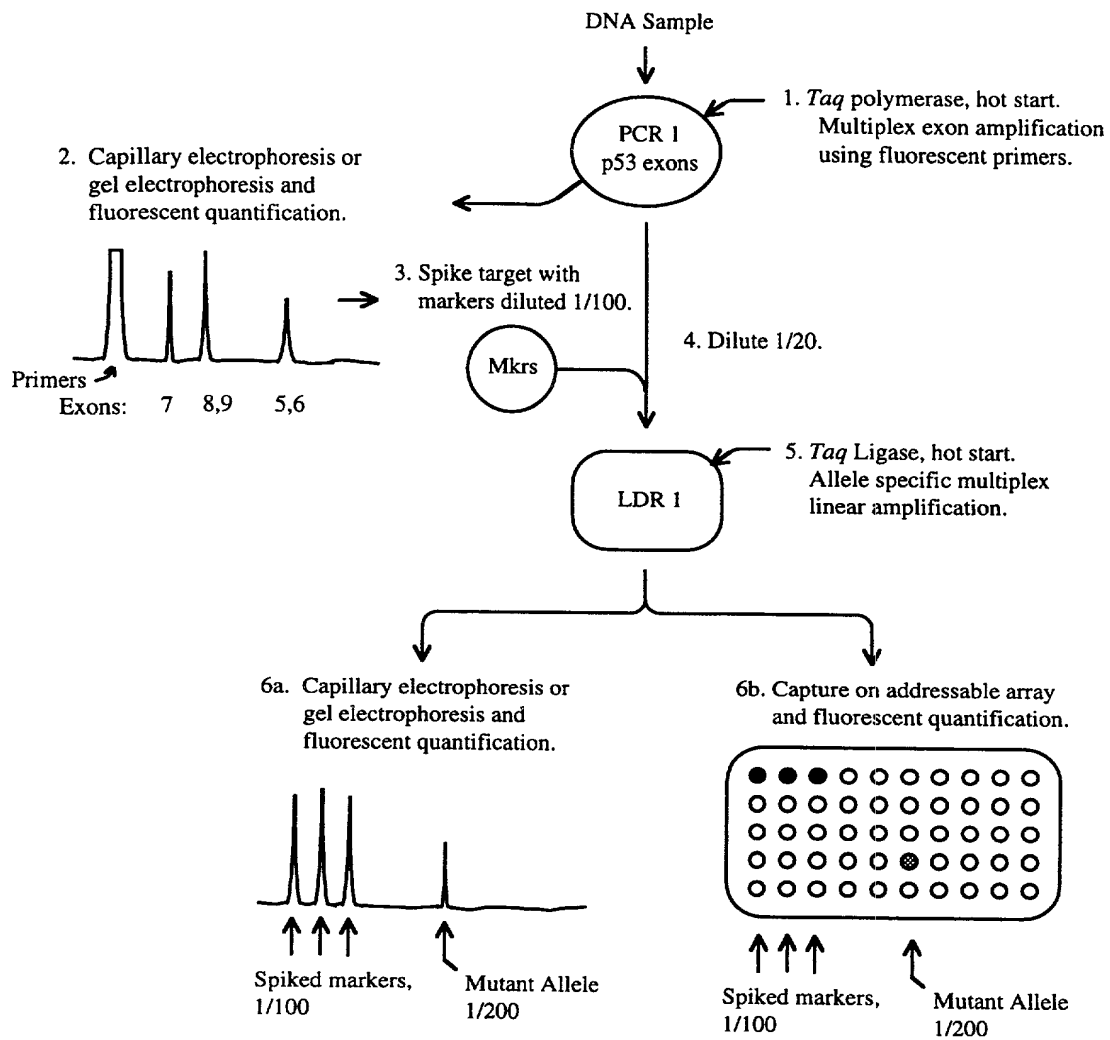 DNA Sample
1. Taq polymerase, hot start.
Multiplex exon amplification
using fluorescent primers.
PCR 1
p53 exons
2. Capillary electrophoresis or
gel electrophoresis and
fluorescent quantification.
3. Spike target with
markers diluted 1/100.
4. Dilute 1/20.
Mkrs
Primers
Exons: 7 8,9 5,6
5. Taq Ligase, hot start.
Allele specific multiplex
linear amplification.
LDR 1
6a. Capillary electrophoresis or
gel electrophoresis and
fluorescent quantification.
6b. Capture on addressable array
and fluorescent quantification.
Spiked markers,
1/100
Mutant Allele
1/200
Spiked markers,
1/100
Mutant Allele
1/200